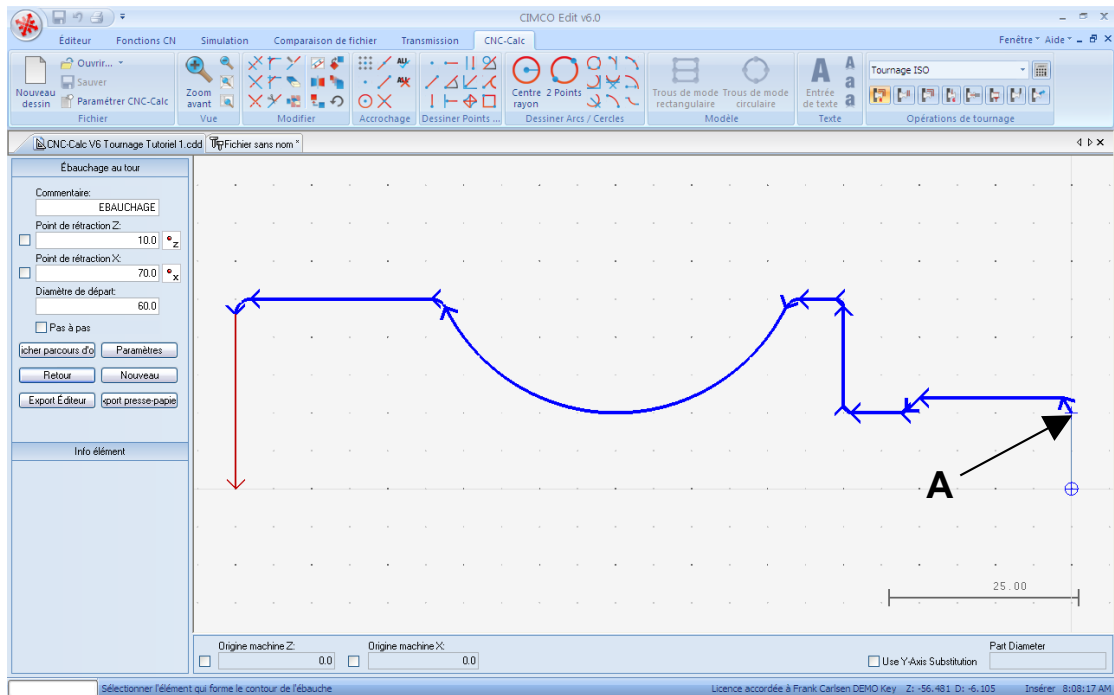 CIMCO Edit v6.0
Éditeur Fonctions CN Simulation Comparaison de fichier Transmission CNC-Calc Fenêtre Aide
Nouveau dessin
Ouvrir...
Sauver
Paramétrer CNC-Calc
Fichier
Zoom avant
Vue
Modifier
Accrochage
Dessiner Points ...
Centre rayon
2 Points
Dessiner Arcs / Cercles
Trous de mode rectangulaire
Trous de mode circulaire
Modèle
Entrée de texte
Texte
Tournage ISO
Opérations de tournage
CNC-Calc V6 Tournage Tutoriel 1.cdd
Fichier sans nom *
Ébauchage au tour
Commentaire:
EBAUCHAGE
Point de rétraction Z:
10.0
Point de rétraction X:
70.0
Diamètre de départ:
60.0
Pas à pas
icher parcours d'o
Paramètres
Retour
Nouveau
Export Éditeur
xport presse-papie
Info élément
A
25.00
Origine machine Z:
0.0
Origine machine X:
0.0
Use Y-Axis Substitution
Part Diameter
Sélectionner l'élément qui forme le contour de l'ébauche
Licence accordée à Frank Carlsen DEMO Key
Z: -56.481 D: -6.105
Insérer
8:08:17 AM